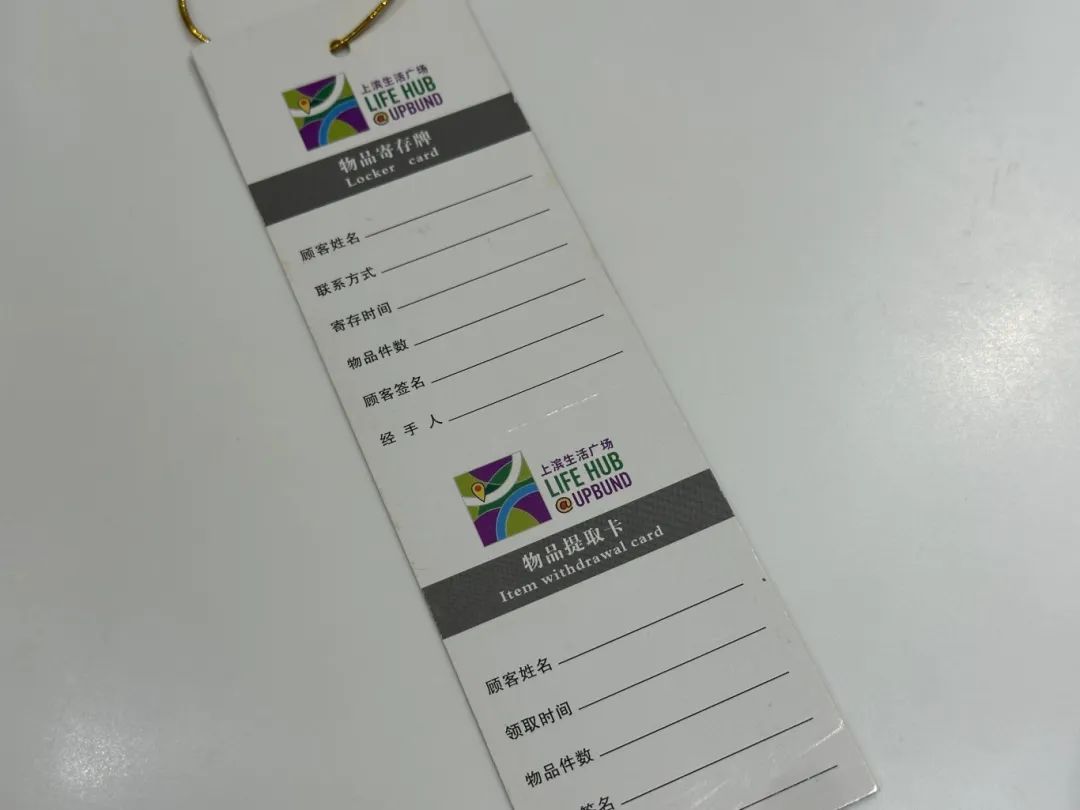 上滨生活广场
LIFE HUB
@UPBUND
物品寄存牌
Locker card
顾客姓名
联系方式
寄存时间
物品件数
顾客签名
经 手 人
上滨生活广场
LIFE HUB
@UPBUND
物品提取卡
Item withdrawal card
顾客姓名
领取时间
物品件数
签名